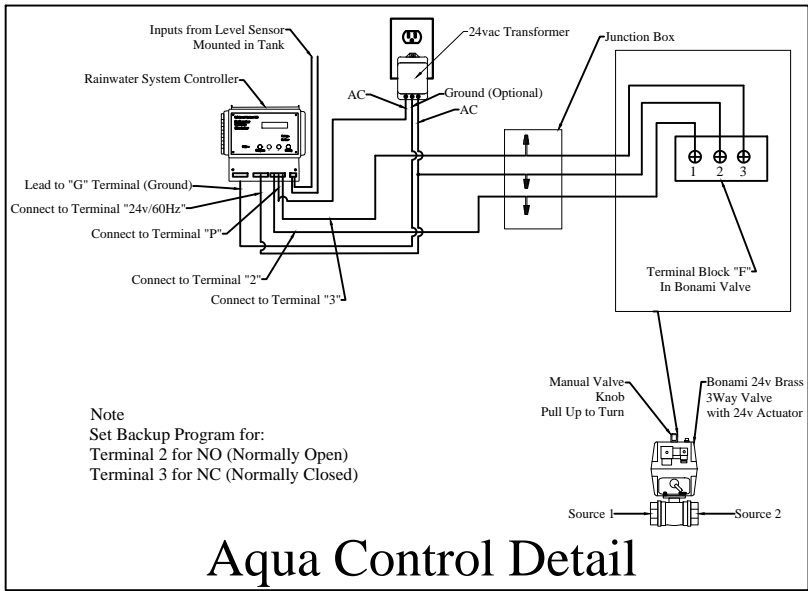 Inputs from Level Sensor
Mounted in Tank
24vac Transformer
Junction Box
Rainwater System Controller
AC
Ground (Optional)
AC
1 2 3
Lead to "G" Terminal (Ground)
Connect to Terminal "24v/60Hz"
Connect to Terminal "P"
Connect to Terminal "2"
Connect to Terminal "3"
Terminal Block "F"
In Bonami Valve
Manual Valve
Knob
Pull Up to Turn
Bonami 24v Brass
3Way Valve
with 24v Actuator
Note
Set Backup Program for:
Terminal 2 for NO (Normally Open)
Terminal 3 for NC (Normally Closed)
Source 1
Source 2
Aqua Control Detail